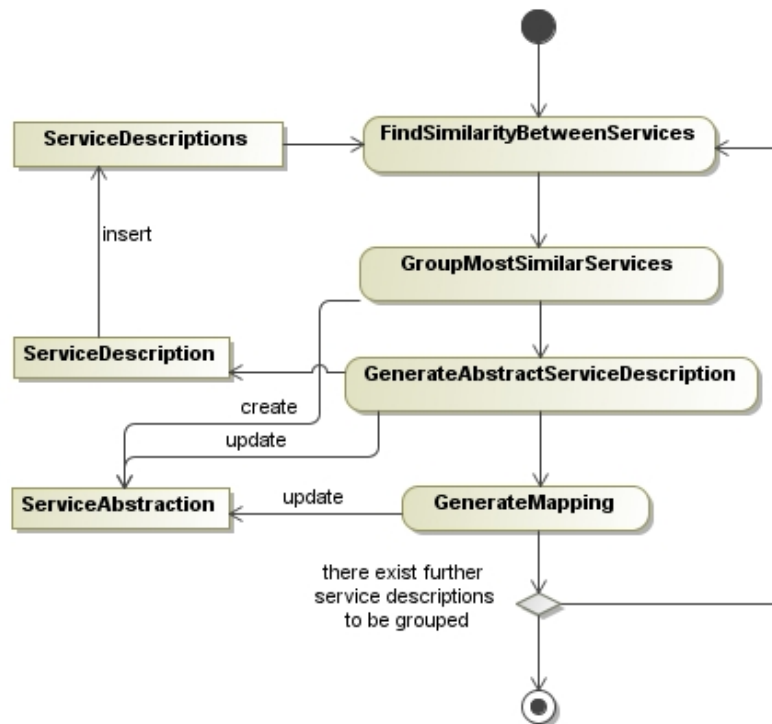 ServiceDescriptions
FindSimilarityBetweenServices
insert
GroupMostSimilarServices
ServiceDescription
GenerateAbstractServiceDescription
create
update
ServiceAbstraction
update
GenerateMapping
there exist further
service descriptions
to be grouped